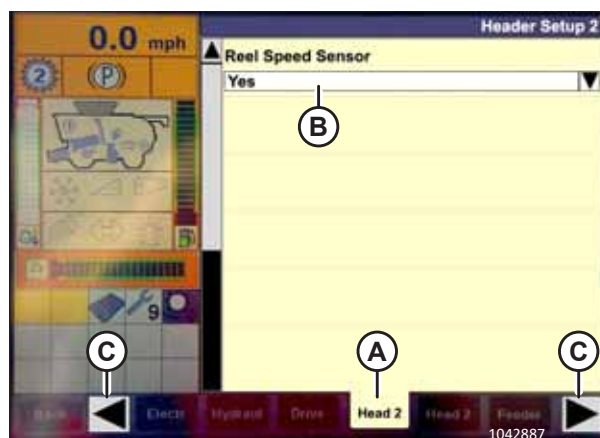 0.0 mph
Header Setup 2
Reel Speed Sensor
2
P
Yes
B
9
C
A
C
Back
Electr
Hydraul
Drive
Head 2
Head 2
Feeder
1042887